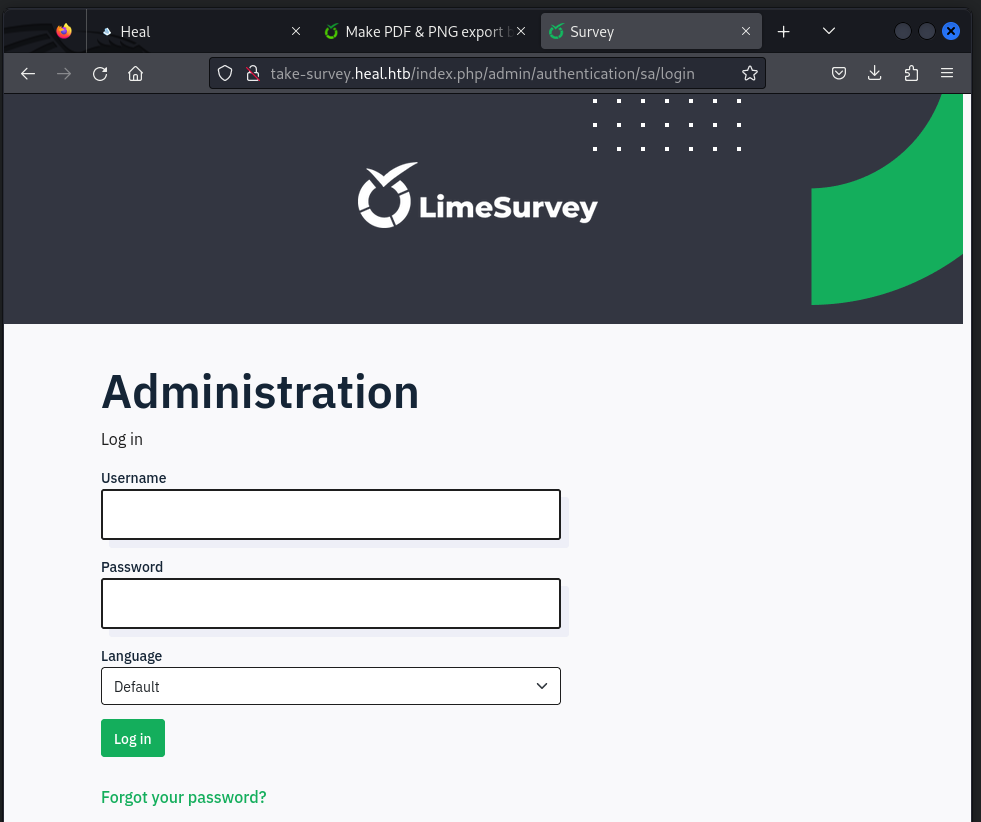 Heal
Make PDF & PNG export b
Survey
take-survey.heal.htb/index.php/admin/authentication/sa/login
LimeSurvey
Administration
Log in
Username
Password
Language
Default
Log in
Forgot your password?